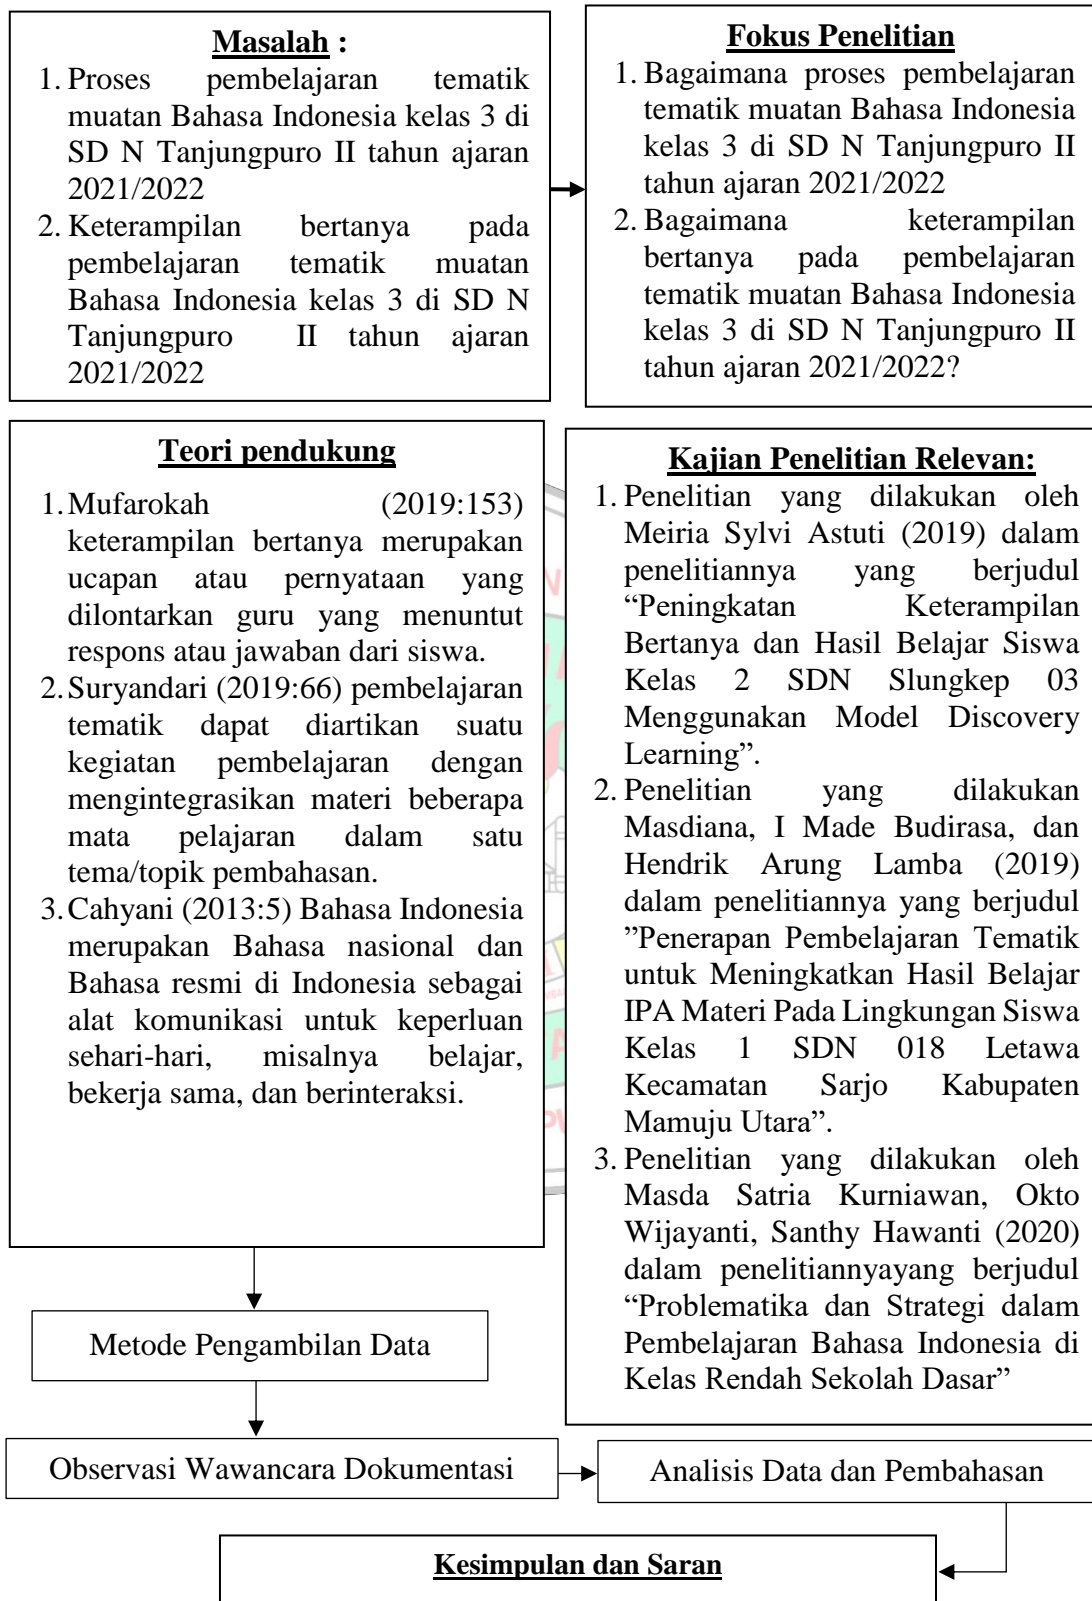 Masalah :
1. Proses pembelajaran tematik
muatan Bahasa Indonesia kelas 3 di
SD N Tanjungpuro II tahun ajaran
2021/2022
2. Keterampilan bertanya pada
pembelajaran tematik muatan
Bahasa Indonesia kelas 3 di SD N
Tanjungpuro II tahun ajaran
2021/2022
Fokus Penelitian
1. Bagaimana proses pembelajaran
tematik muatan Bahasa Indonesia
kelas 3 di SD N Tanjungpuro II
tahun ajaran 2021/2022
2. Bagaimana keterampilan
bertanya pada pembelajaran
tematik muatan Bahasa Indonesia
kelas 3 di SD N Tanjungpuro II
tahun ajaran 2021/2022?
Teori pendukung
1. Mufarokah (2019:153)
keterampilan bertanya merupakan
ucapan atau pernyataan yang
dilontarkan guru yang menuntut
respons atau jawaban dari siswa.
2. Suryandari (2019:66) pembelajaran
tematik dapat diartikan suatu
kegiatan pembelajaran dengan
mengintegrasikan materi beberapa
mata pelajaran dalam satu
tema/topik pembahasan.
3. Cahyani (2013:5) Bahasa Indonesia
merupakan Bahasa nasional dan
Bahasa resmi di Indonesia sebagai
alat komunikasi untuk keperluan
sehari-hari, misalnya belajar,
bekerja sama, dan berinteraksi.
Kajian Penelitian Relevan:
1. Penelitian yang dilakukan oleh
Meiria Sylvi Astuti (2019) dalam
penelitiannya yang berjudul
“Peningkatan Keterampilan
Bertanya dan Hasil Belajar Siswa
Kelas 2 SDN Slungkep 03
Menggunakan Model Discovery
Learning”.
2. Penelitian yang dilakukan
Masdiana, I Made Budirasa, dan
Hendrik Arung Lamba (2019)
dalam penelitiannya yang berjudul
”Penerapan Pembelajaran Tematik
untuk Meningkatkan Hasil Belajar
IPA Materi Pada Lingkungan Siswa
Kelas 1 SDN 018 Letawa
Kecamatan Sarjo Kabupaten
Mamuju Utara”.
3. Penelitian yang dilakukan oleh
Masda Satria Kurniawan, Okto
Wijayanti, Santhy Hawanti (2020)
dalam penelitiannyayang berjudul
“Problematika dan Strategi dalam
Pembelajaran Bahasa Indonesia di
Kelas Rendah Sekolah Dasar”
Metode Pengambilan Data
Observasi Wawancara Dokumentasi
Analisis Data dan Pembahasan
Kesimpulan dan Saran